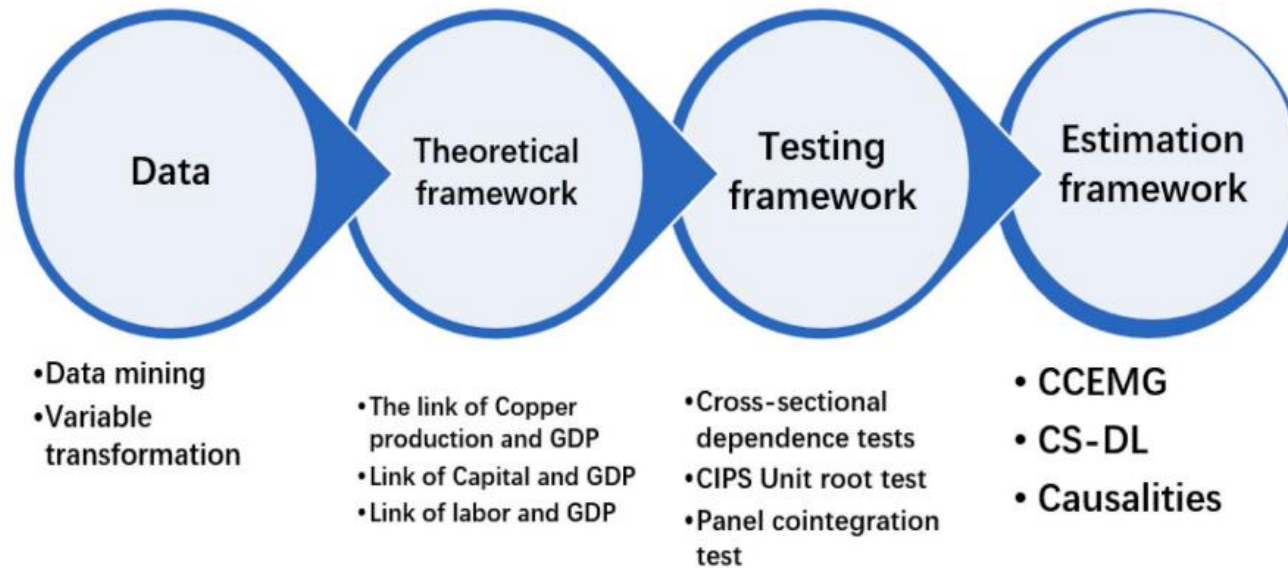 Data
Theoretical
framework
Testing
framework
Estimation
framework
•Data mining
•Variable
transformation
•The link of Copper
production and GDP
•Link of Capital and GDP
•Link of labor and GDP
•Cross-sectional
dependence tests
•CIPS Unit root test
•Panel cointegration
test
• CCEMG
• CS-DL
• Causalities